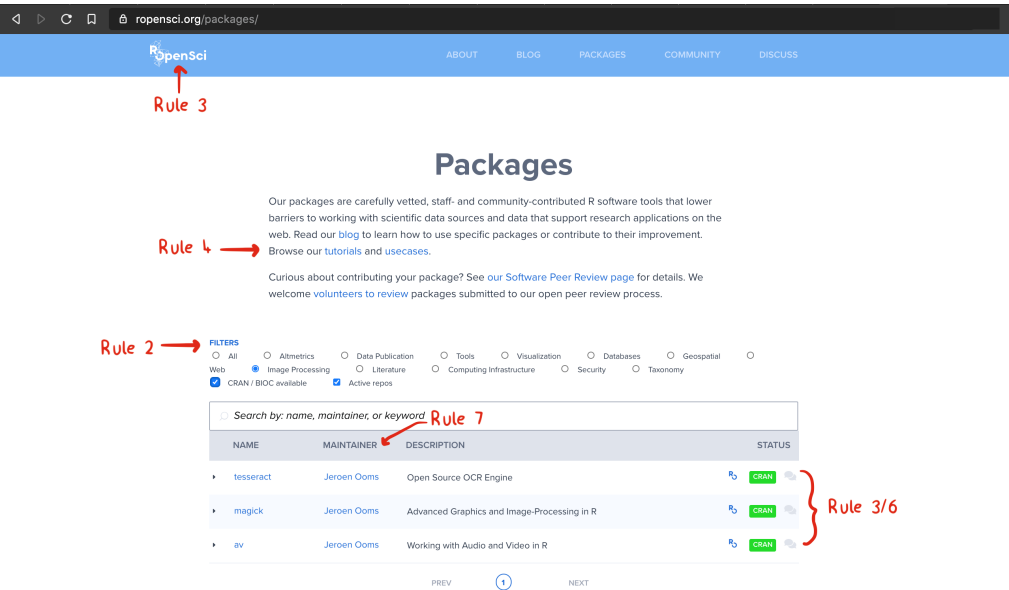 ropensci.org/packages/
ROpenSci
ABOUT BLOG PACKAGES COMMUNITY DISCUSS
Rule 3
Packages
Our packages are carefully vetted, staff- and community-contributed R software tools that lower
barriers to working with scientific data sources and data that support research applications on the
web. Read our blog to learn how to use specific packages or contribute to their improvement.
Browse our tutorials and usecases.
Rule 4
Curious about contributing your package? See our Software Peer Review page for details. We
welcome volunteers to review packages submitted to our open peer review process.
Rule 2
FILTERS
All Altmetrics Data Publication Tools Visualization Databases Geospatial
Web Image Processing Literature Computing Infrastructure Security Taxonomy
CRAN / BIOC available Active repos
Search by: name, maintainer, or keyword
Rule 7
NAME MAINTAINER DESCRIPTION STATUS
tesseract Jeroen Ooms Open Source OCR Engine R CRAN
magick Jeroen Ooms Advanced Graphics and Image-Processing in R R CRAN
Rule 3/6
av Jeroen Ooms Working with Audio and Video in R R CRAN
PREV 1 NEXT